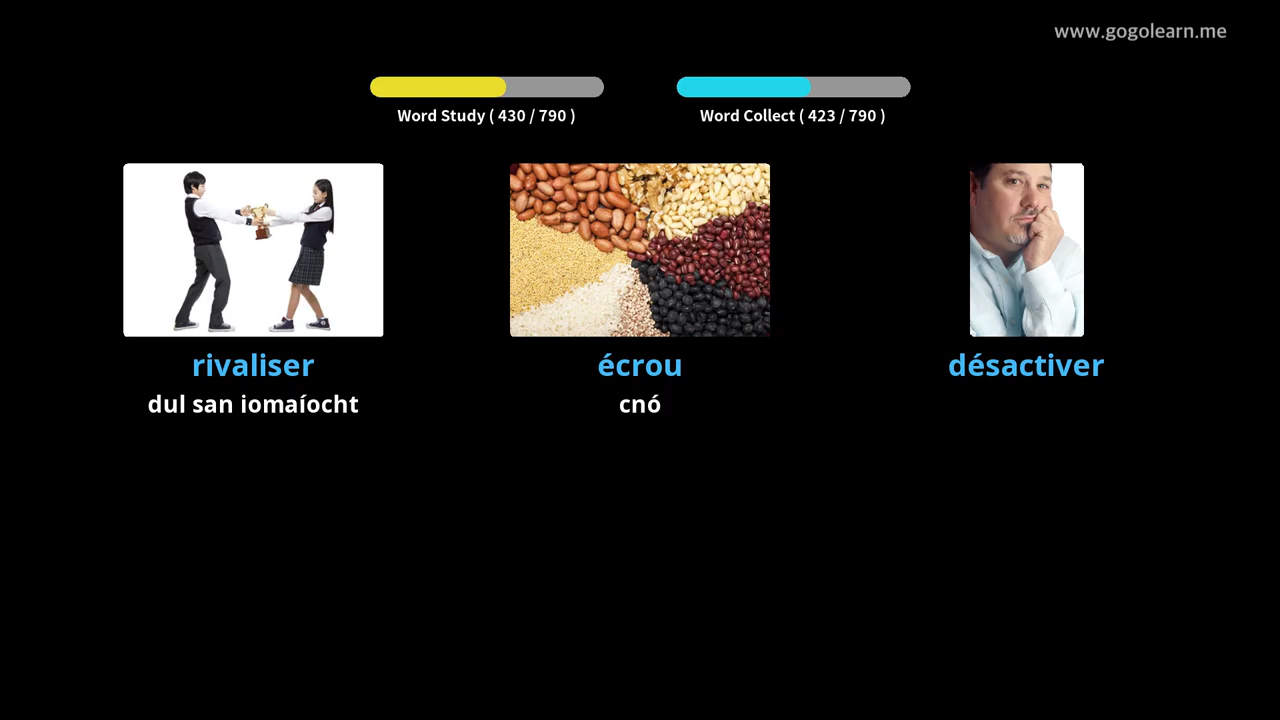 www.gogolearn.me
Word Study ( 430 / 790 )
Word Collect ( 423 / 790 )
rivaliser
dul san iomaíocht
écrou
cnó
désactiver